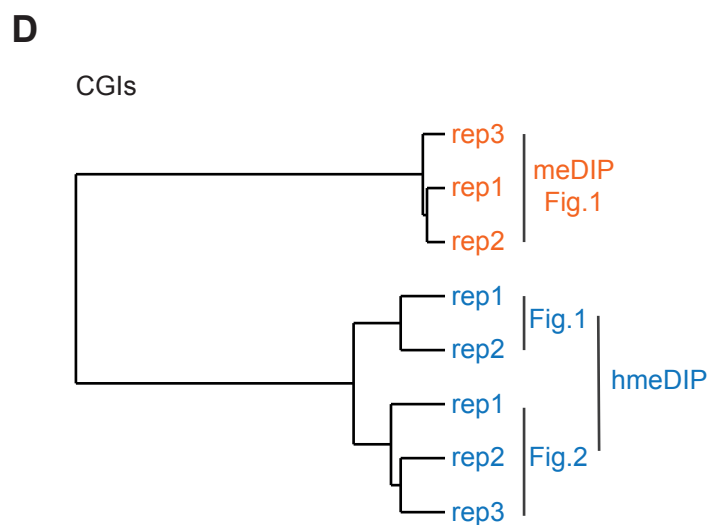 D
CGIs
rep3
rep1
rep2
meDIP
Fig.1
rep1
rep2
Fig.1
rep1
rep2
rep3
Fig.2
hmeDIP